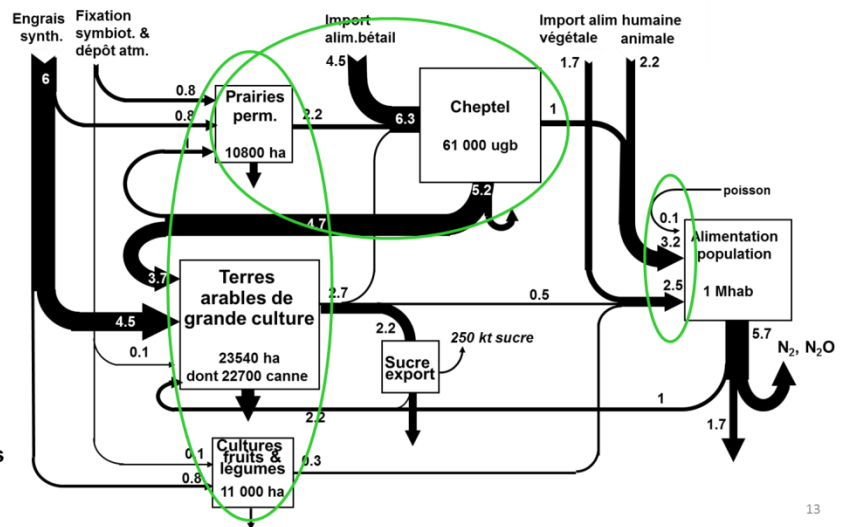 Engrais
synth.
Fixation
symbiot. &
dépôt atm.
Import
alim.bétail
Import alim humaine
végétale animale
6
0.8
0.8
4.5
1.7
2.2
Prairies
perm.
10800 ha
2.2
6.3
Cheptel
61 000 ugb
1
5.2
4.7
3.7
poisson
0.1
3.2
Alimentation
population
1 Mhab
2.5
Terres
arables de
grande culture
23540 ha
dont 22700 canne
4.5
0.1
2.7
0.5
2.2
250 kt sucre
Sucre
export
5.7
N2, N2O
1
1.7
2.2
Cultures
fruits &
légumes
11 000 ha
0.1
0.8
0.3
s
13